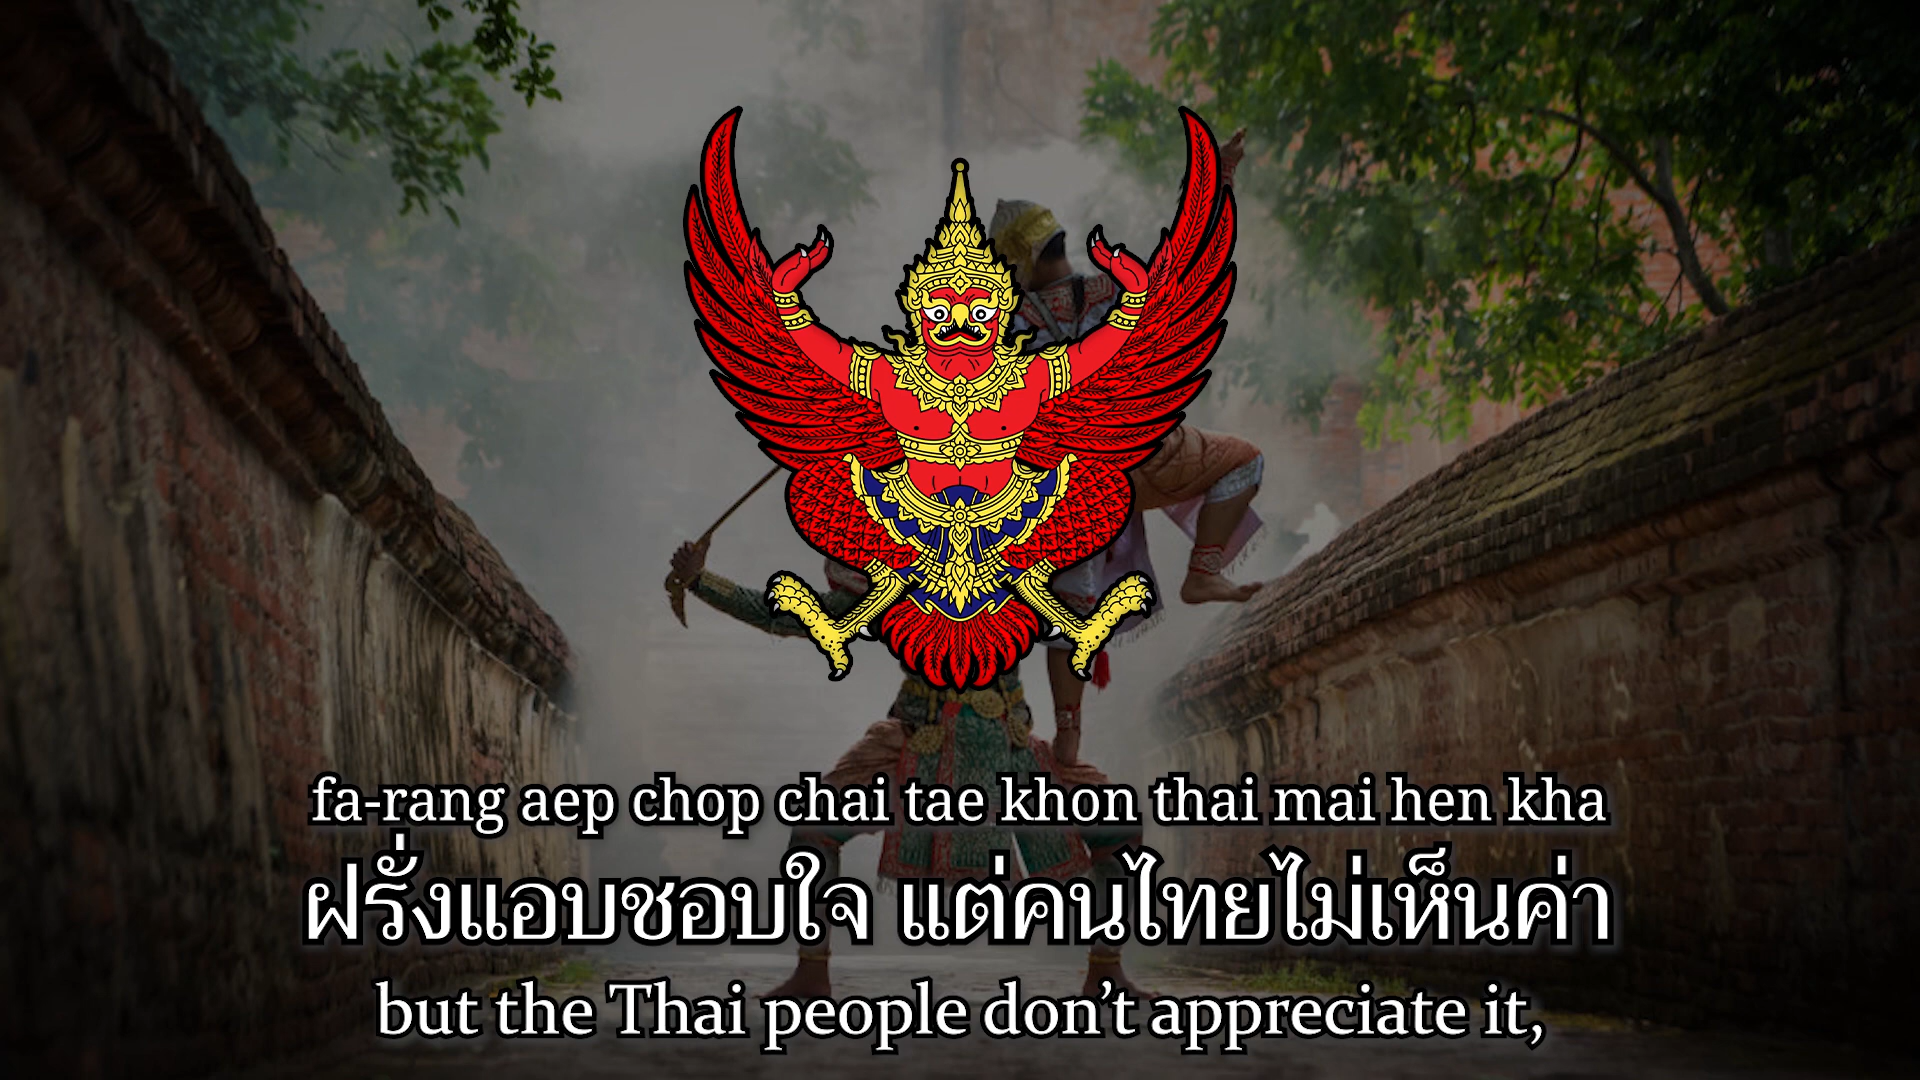 fa-rang aep chop chai tae khon thai mai hen kha
ฝรั่งแอบชอบใจ แต่คนไทยไม่เห็นค่า
but the Thai people don’t appreciate it,